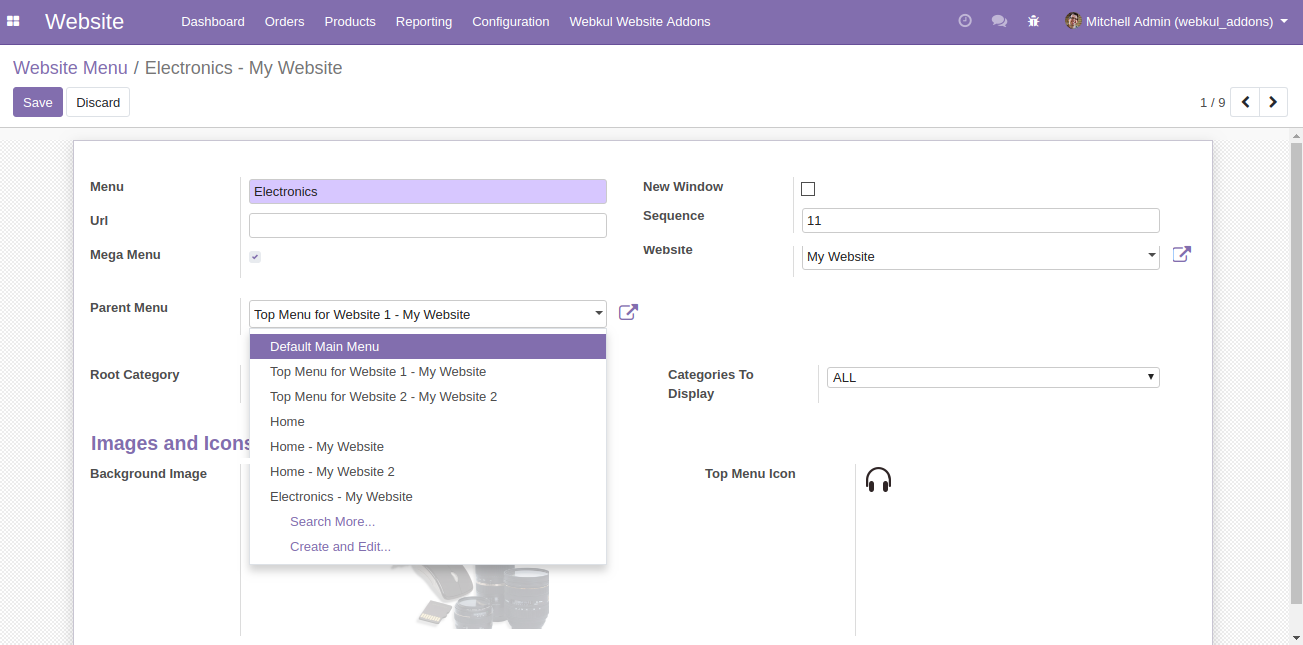 Website Dashboard Orders Products Reporting Configuration Webkul Website Addons Mitchell Admin (webkul_addons)
Website Menu / Electronics - My Website
Save Discard 1 / 9
Menu Electronics New Window
Url Sequence 11
Mega Menu Website My Website
Parent Menu Top Menu for Website 1 - My Website
Default Main Menu
Top Menu for Website 1 - My Website
Root Category Categories To Display ALL
Top Menu for Website 2 - My Website 2
Home
Images and Icons Home - My Website
Background Image Home - My Website 2 Top Menu Icon
Electronics - My Website
Search More...
Create and Edit...